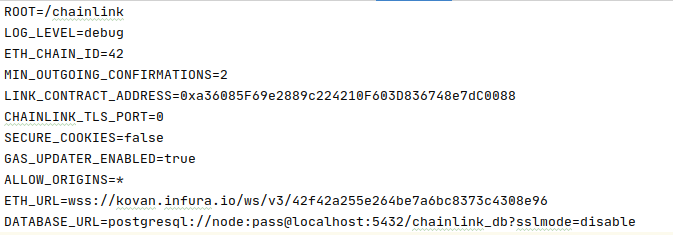 ROOT=/chainlink
LOG_LEVEL=debug
ETH_CHAIN_ID=42
MIN_OUTGOING_CONFIRMATIONS=2
LINK_CONTRACT_ADDRESS=0xa36085F69e2889c224210F603D836748e7dC0088
CHAINLINK_TLS_PORT=0
SECURE_COOKIES=false
GAS_UPDATER_ENABLED=true
ALLOW_ORIGINS=*
ETH_URL=wss://kovan.infura.io/ws/v3/42f42a255e264be7a6bc8373c4308e96
DATABASE_URL=postgresql://node:pass@localhost:5432/chainlink_db?sslmode=disable